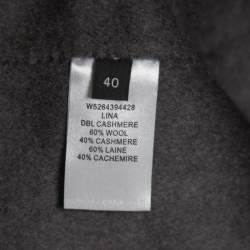 40
W5264394428
LINA
DBL CASHMERE
60% WOOL
40% CASHMERE
60% LAINE
40% CACHEMIRE